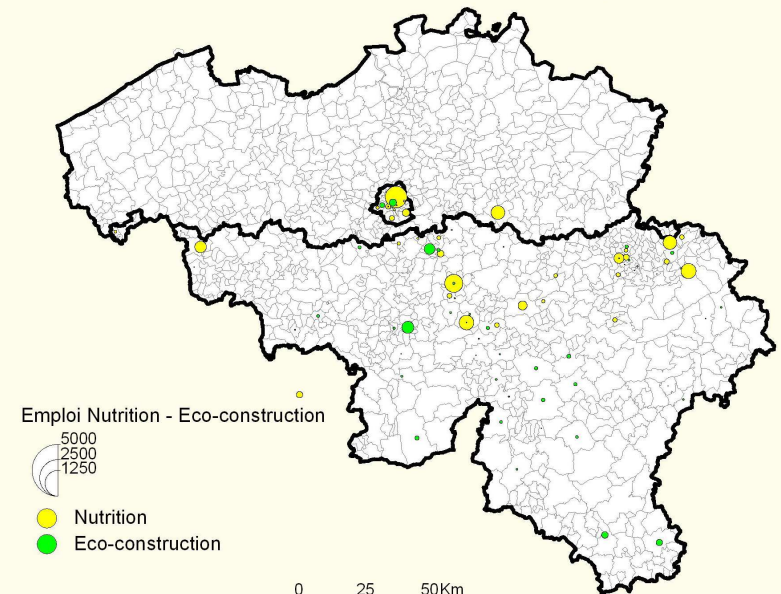 Emploi Nutrition - Eco-construction
5000
2500
1250
Nutrition
Eco-construction
0 25 50Km